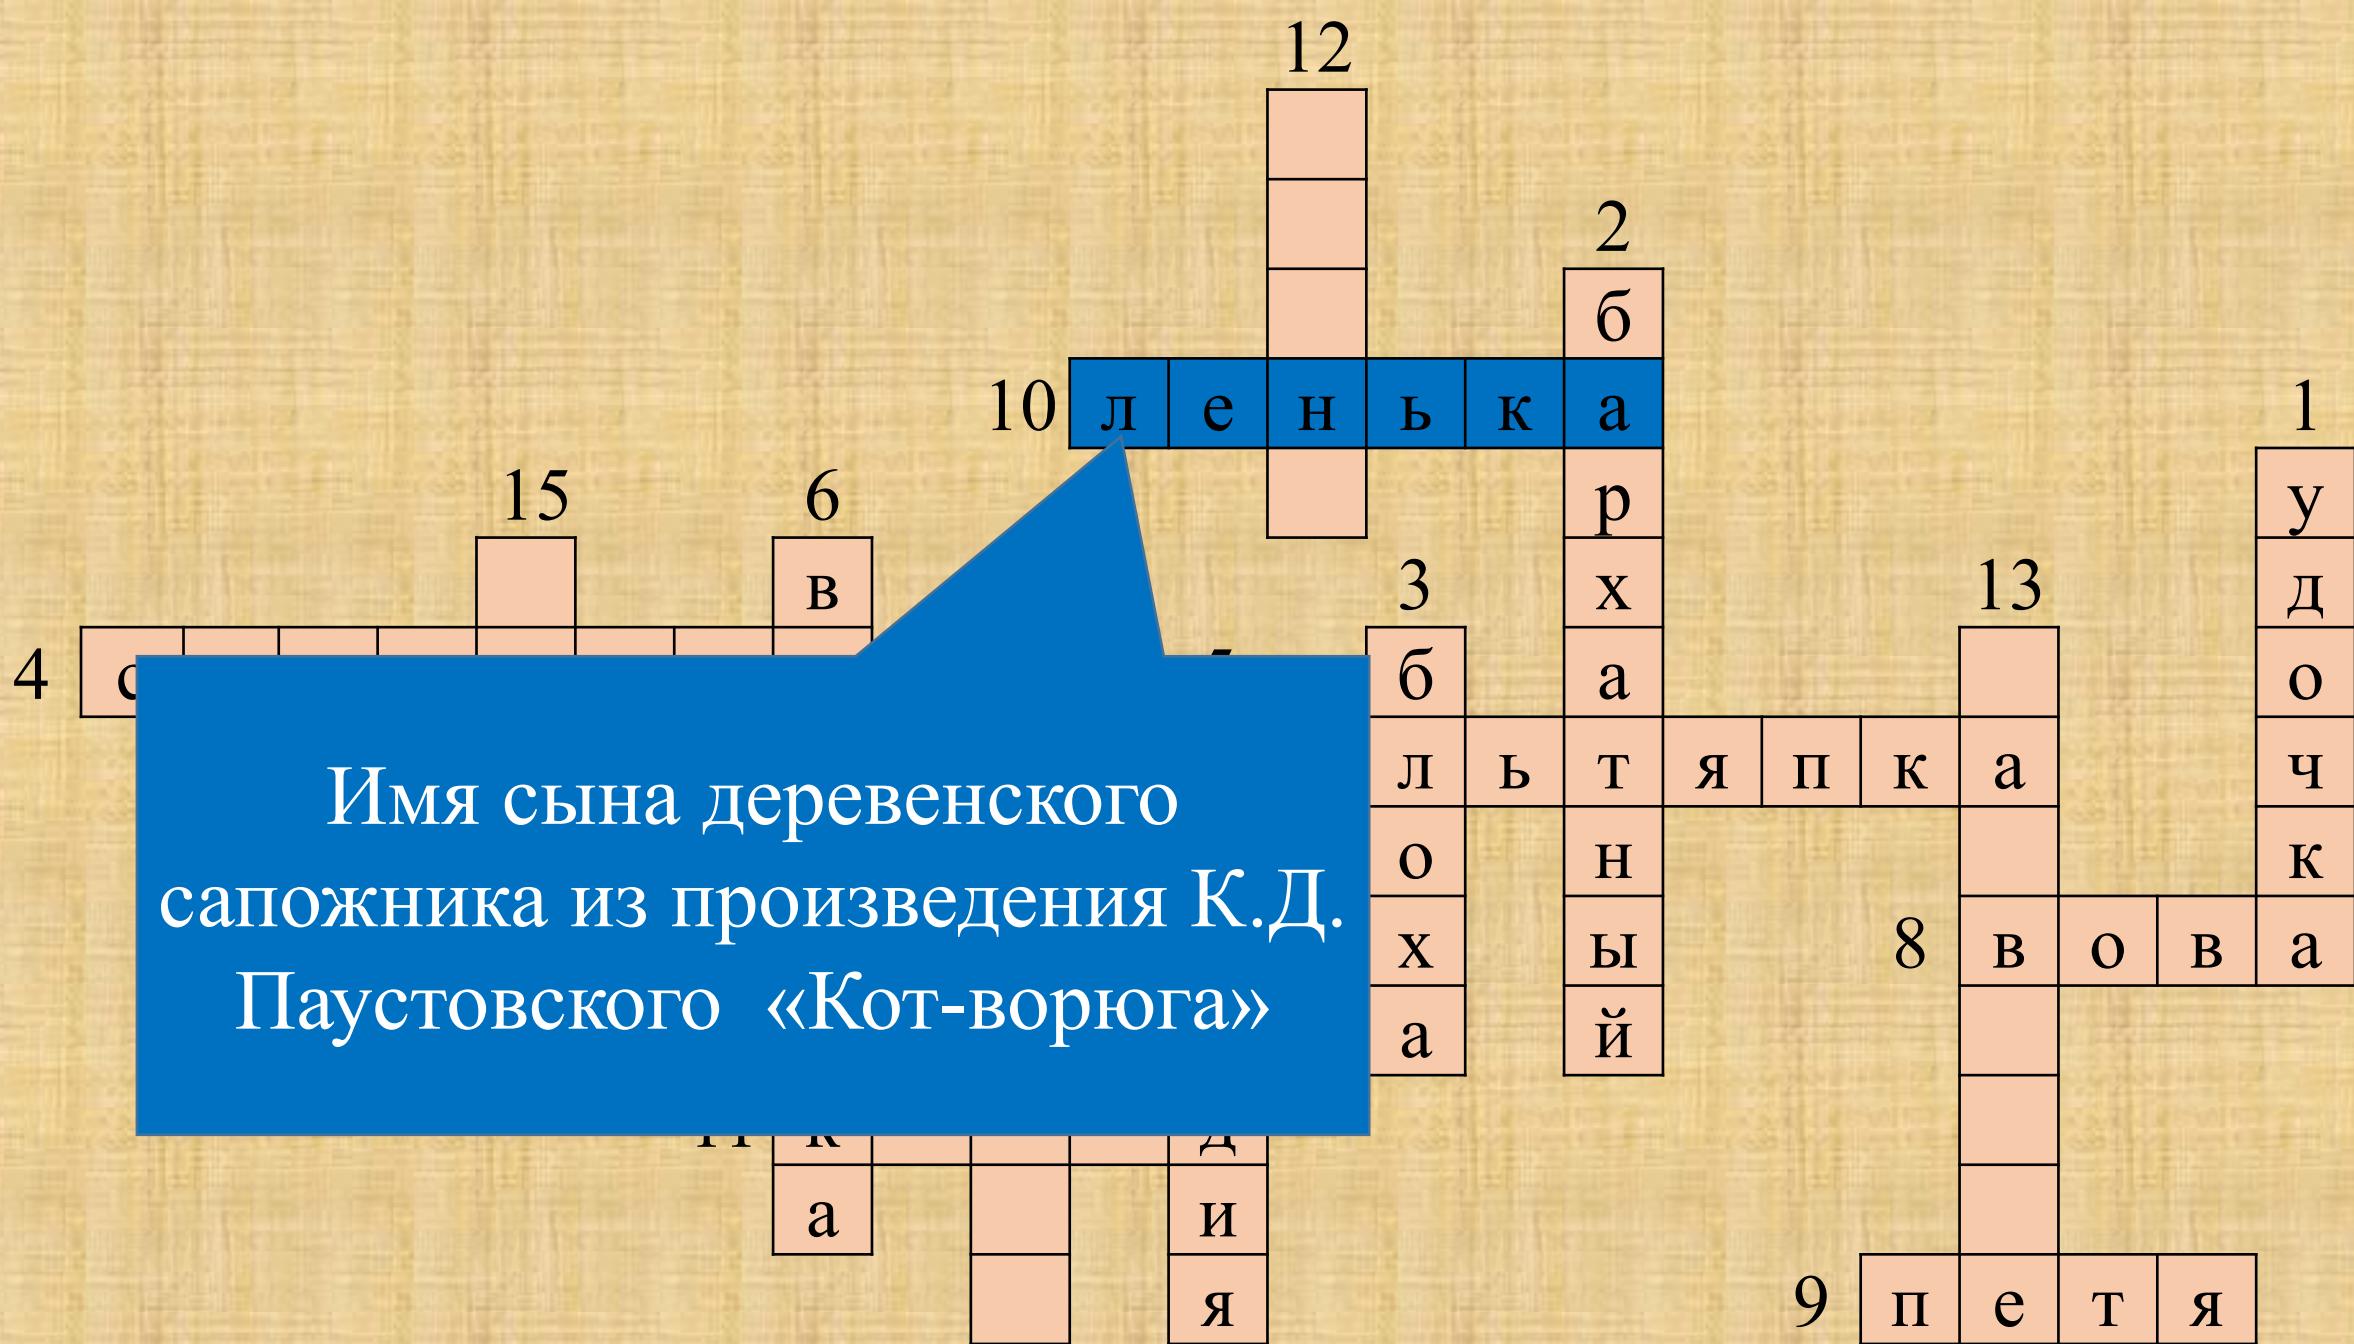 12
2
б
10 л е н ь к а
1
15
6
р
у
в
3
х
13
д
4
с
б
а
о
л ь т я п к а
ч
о
н
к
х
ы
8 в о в а
а
й
Имя сына деревенского
сапожника из произведения К.Д.
Паустовского «Кот-ворюга»
к
д
а
и
я
9 п е т я